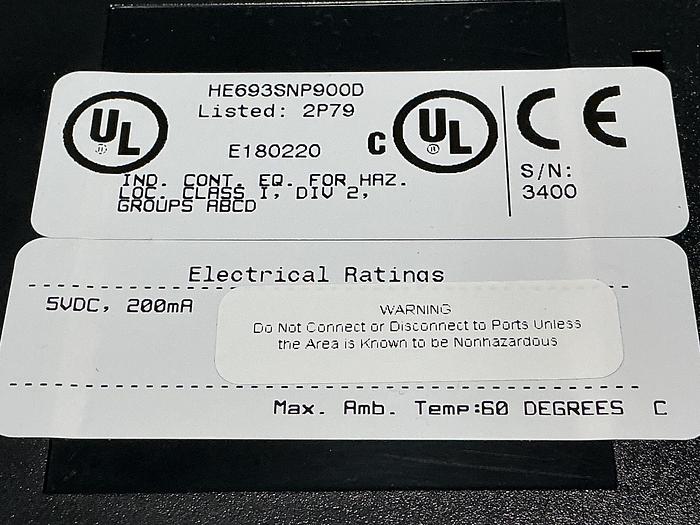 HE693SNP900D
Listed: 2P79
UL
E180220
C UL
CE
S/N:
3400
IND. CONT. EQ. FOR HAZ.
LOC. CLASS I, DIV 2,
GROUPS ABCD
Electrical Ratings
5VDC, 200mA
WARNING
Do Not Connect or Disconnect to Ports Unless
the Area is Known to be Nonhazardous
Max. Amb. Temp:60 DEGREES C